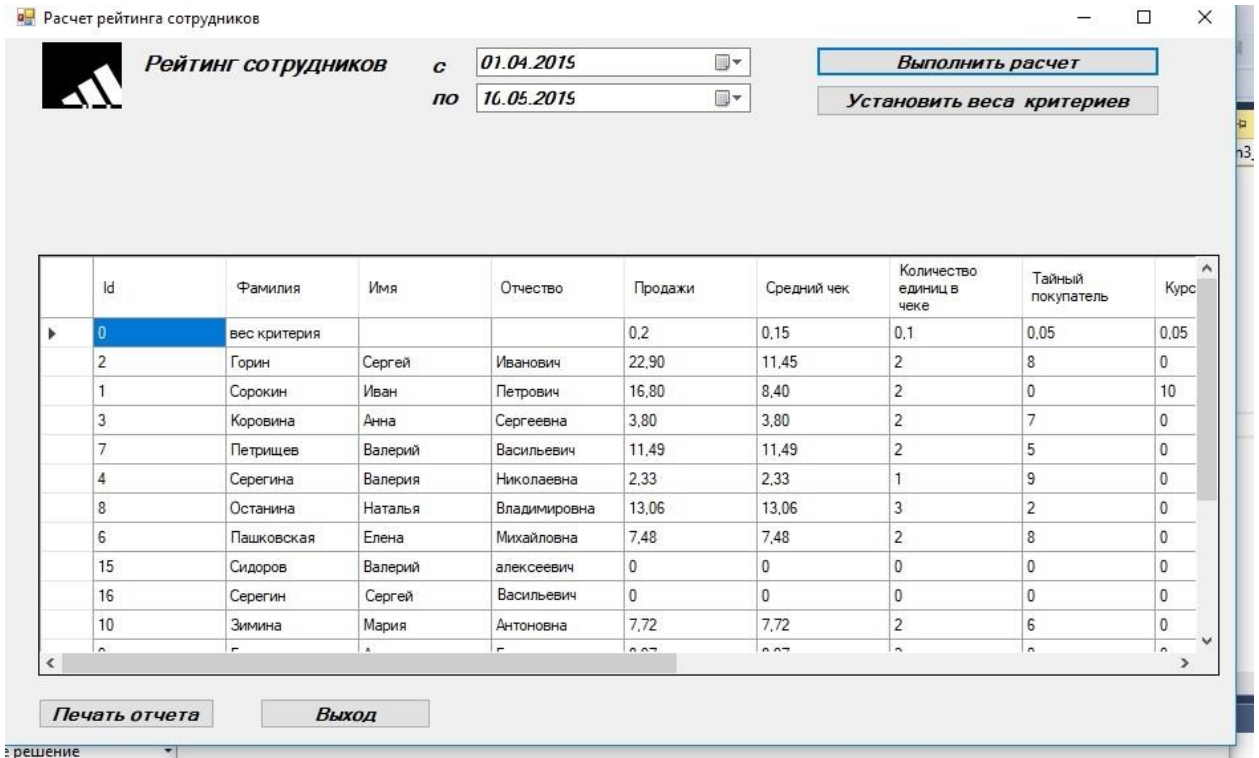 Расчет рейтинга сотрудников
Рейтинг сотрудников с 01.04.2019 Выполнить расчет
по 10.05.2019 Установить веса критериев
Id Фамилия Имя Отчество Продажи Средний чек Количество единиц в чеке Тайный покупатель Курс
0 вес критерия 0,2 0,15 0,1 0,05 0,05
2 Горин Сергей Иванович 22,90 11,45 2 8 0
1 Сорокин Иван Петрович 16,80 8,40 2 0 10
3 Коровина Анна Сергеевна 3,80 3,80 2 7 0
7 Петрищев Валерий Васильевич 11,49 11,49 2 5 0
4 Серегина Валерия Николаевна 2,33 2,33 1 9 0
8 Останина Наталья Владимировна 13,06 13,06 3 2 0
6 Пашковская Елена Михайловна 7,48 7,48 2 8 0
15 Сидоров Валерий алексеевич 0 0 0 0 0
16 Серегин Сергей Васильевич 0 0 0 0 0
10 Зимина Мария Антоновна 7,72 7,72 2 6 0
Печать отчета Выход
е решение
n3_